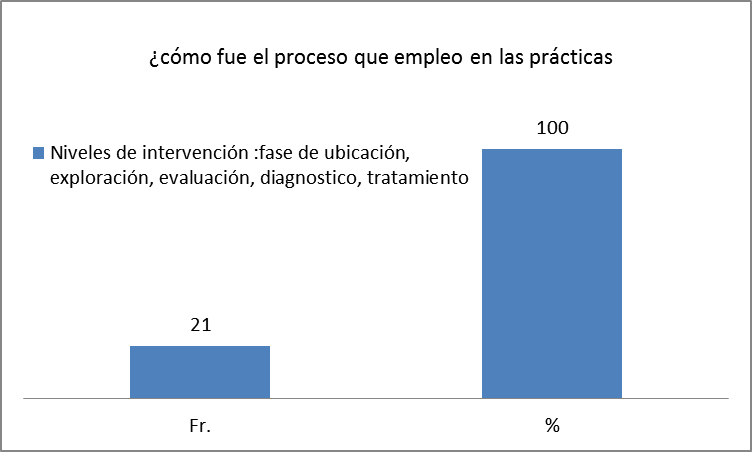 ¿cómo fue el proceso que empleo en las prácticas
Niveles de intervención :fase de ubicación,
exploración, evaluación, diagnostico, tratamiento
100
21
Fr.
%